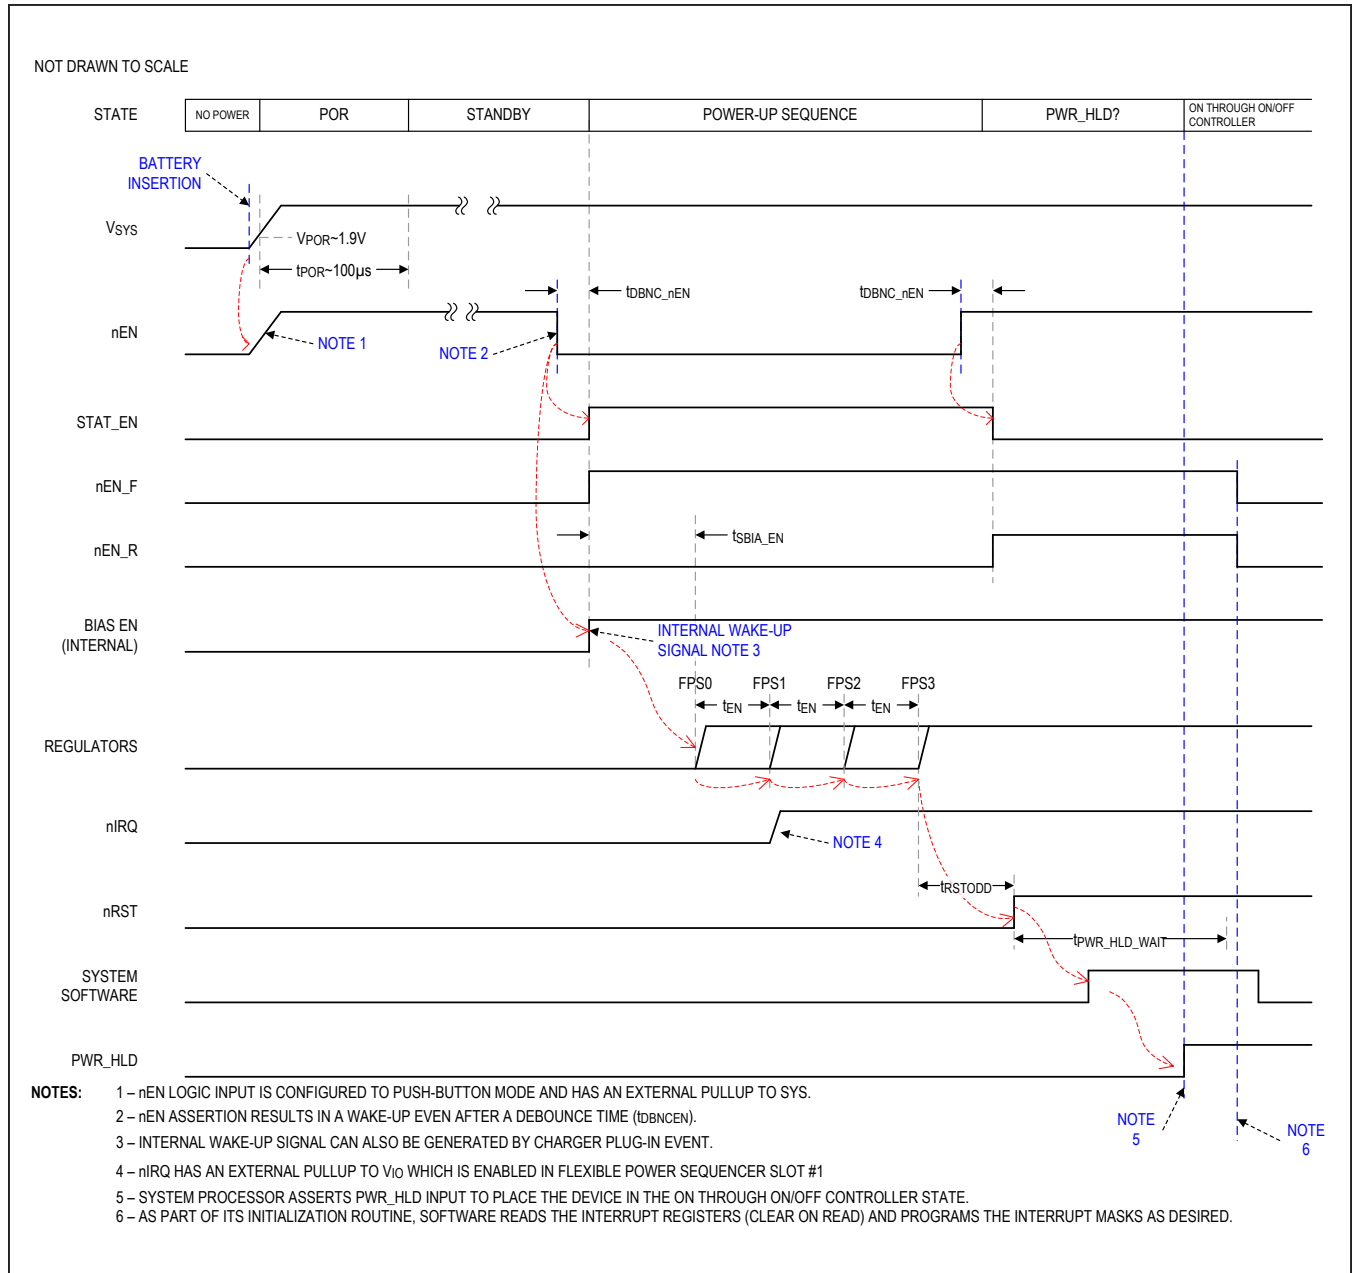 NOT DRAWN TO SCALE
STATE
NO POWER
POR
STANDBY
POWER-UP SEQUENCE
PWR_HLD?
ON THROUGH ON/OFF
CONTROLLER
BATTERY
INSERTION
VSYS
VPOR~1.9V
tPOR~100µs
tDBNC_nEN
tDBNC_nEN
nEN
NOTE 1
NOTE 2
STAT_EN
nEN_F
nEN_R
tSBIA_EN
BIAS EN
(INTERNAL)
INTERNAL WAKE-UP
SIGNAL NOTE 3
FPS0
FPS1
FPS2
FPS3
tEN
tEN
tEN
REGULATORS
nIRQ
NOTE 4
tRSTODD
nRST
tPWR_HLD_WAIT
SYSTEM
SOFTWARE
PWR_HLD
NOTE
5
NOTE
6
NOTES:
1 – nEN LOGIC INPUT IS CONFIGURED TO PUSH-BUTTON MODE AND HAS AN EXTERNAL PULLUP TO SYS.
2 – nEN ASSERTION RESULTS IN A WAKE-UP EVEN AFTER A DEBOUNCE TIME (tDBNCEN).
3 – INTERNAL WAKE-UP SIGNAL CAN ALSO BE GENERATED BY CHARGER PLUG-IN EVENT.
4 – nIRQ HAS AN EXTERNAL PULLUP TO VIO WHICH IS ENABLED IN FLEXIBLE POWER SEQUENCER SLOT #1
5 – SYSTEM PROCESSOR ASSERTS PWR_HLD INPUT TO PLACE THE DEVICE IN THE ON THROUGH ON/OFF CONTROLLER STATE.
6 – AS PART OF ITS INITIALIZATION ROUTINE, SOFTWARE READS THE INTERRUPT REGISTERS (CLEAR ON READ) AND PROGRAMS THE INTERRUPT MASKS AS DESIRED.